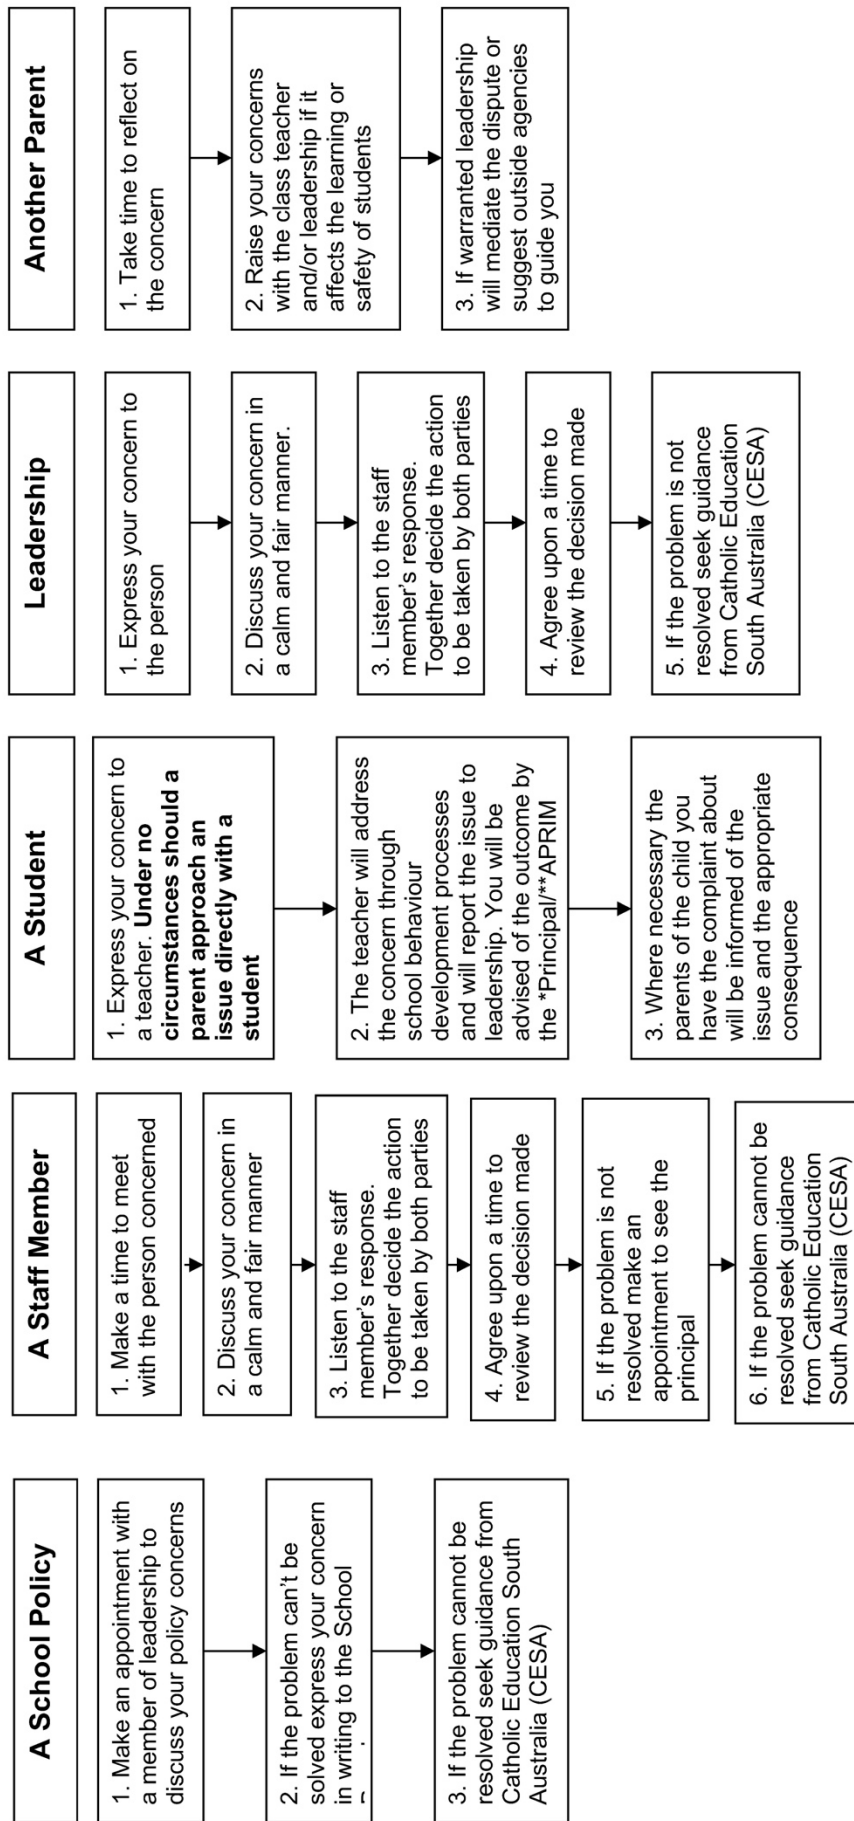 A School Policy
1. Make an appointment with
a member of leadership to
discuss your policy concerns
2. If the problem can't be
solved express your concern
in writing to the School
3. If the problem cannot be
resolved seek guidance from
Catholic Education South
Australia (CESA)
A Staff Member
1. Make a time to meet
with the person concerned
2. Discuss your concern in
a calm and fair manner
3. Listen to the staff
member's response.
Together decide the action
to be taken by both parties
4. Agree upon a time to
review the decision made
5. If the problem is not
resolved make an
appointment to see the
principal
6. If the problem cannot be
resolved seek guidance
from Catholic Education
South Australia (CESA)
A Student
1. Express your concern to
a teacher. Under no
circumstances should a
parent approach an
issue directly with a
student
2. The teacher will address
the concern through
school behaviour
development processes
and will report the issue to
leadership. You will be
advised of the outcome by
the *Principal/**APRIM
3. Where necessary the
parents of the child you
have the complaint about
will be informed of the
issue and the appropriate
consequence
Leadership
1. Express your concern to
the person
2. Discuss your concern in
a calm and fair manner.
3. Listen to the staff
member's response.
Together decide the action
to be taken by both parties
4. Agree upon a time to
review the decision made
5. If the problem is not
resolved seek guidance
from Catholic Education
South Australia (CESA)
Another Parent
1. Take time to reflect on
the concern
2. Raise your concerns
with the class teacher
and/or leadership if it
affects the learning or
safety of students
3. If warranted leadership
will mediate the dispute or
suggest outside agencies
to guide you